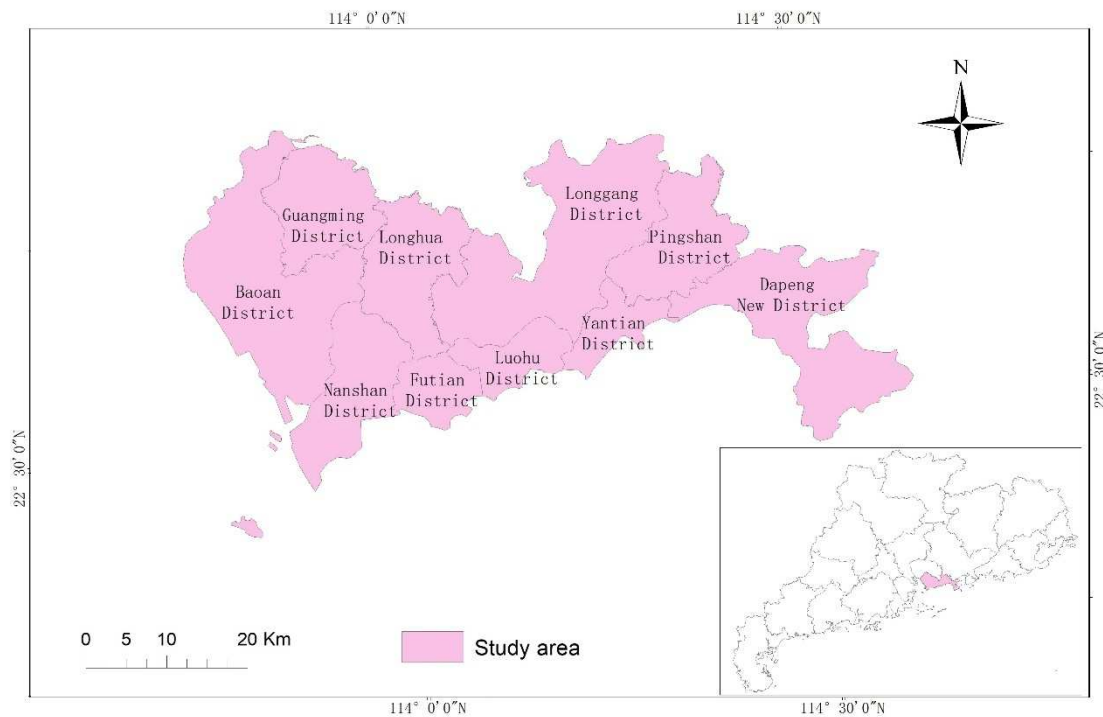 114° 0'0"N
114° 30'0"N
N
Longgang
District
Guangming
District
Longhua
District
Pingshan
District
Baoan
District
Dapeng
New District
Yantian
District
Luohu
District
Futian
District
Nanshan
District
22° 30'0"N
22° 30'0"N
0 5 10 20 Km
Study area
114° 0'0"N
114° 30'0"N